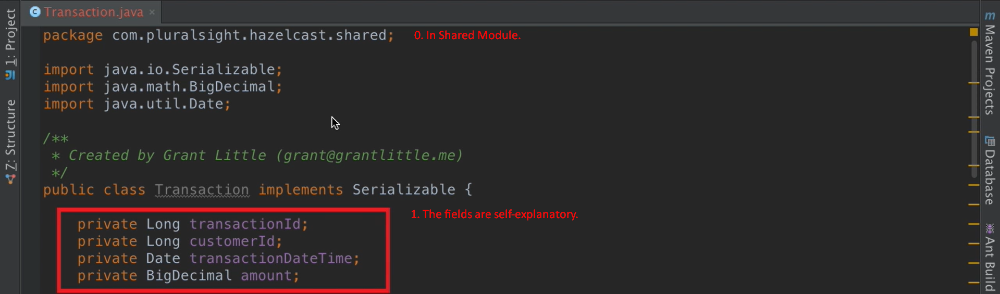 Transaction.java
package com.pluralsight.hazelcast.shared; 0. In Shared Module.
import java.io.Serializable;
import java.math.BigDecimal;
import java.util.Date;
/**
* Created by Grant Little (grant@grantlittle.me)
*/
public class Transaction implements Serializable {
1. The fields are self-explanatory.
private Long transactionId;
private Long customerId;
private Date transactionDateTime;
private BigDecimal amount;
1: Project
Z: Structure
Maven Projects
Database
Ant Build